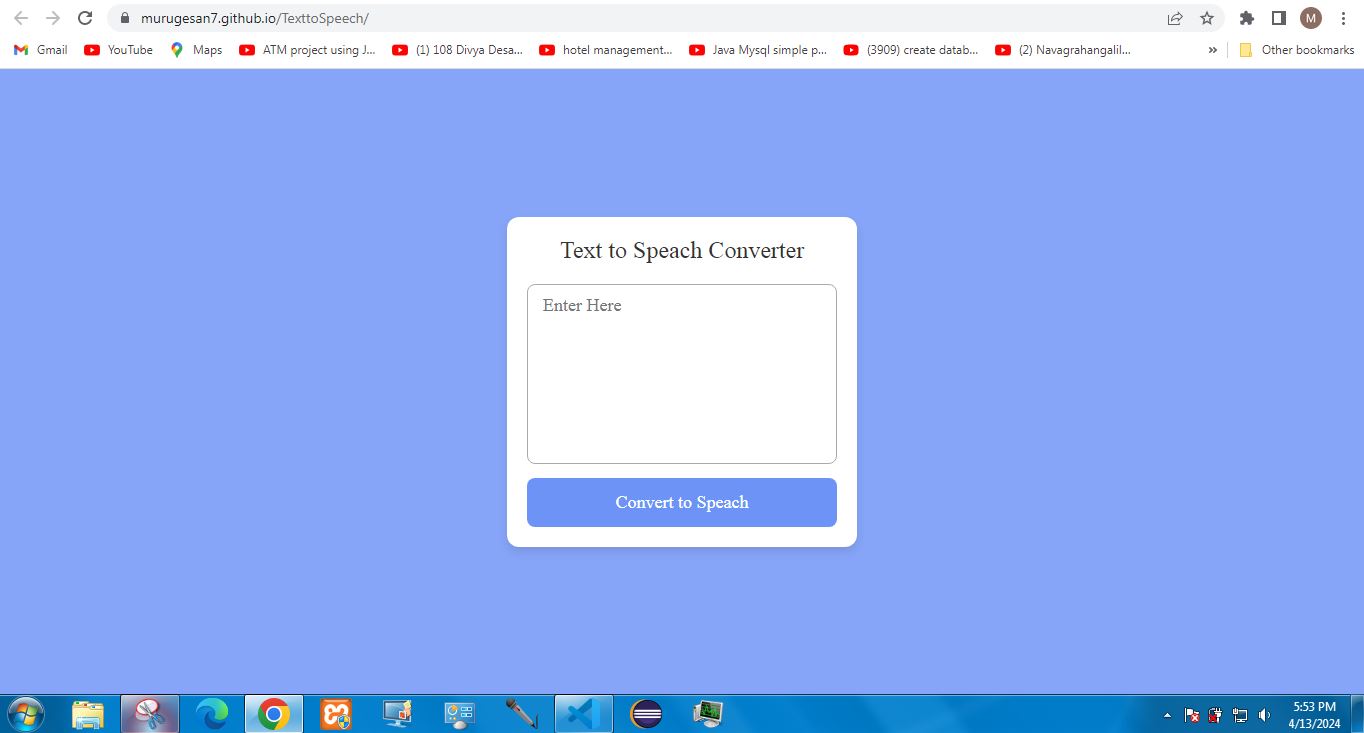 murugesan7.github.io/TexttoSpeech/
M
Gmail YouTube Maps ATM project using J... (1) 108 Divya Desa... hotel management... Java Mysql simple p... (3909) create datab... (2) Navagrahangalil... » Other bookmarks
Text to Speach Converter
Enter Here
Convert to Speach
5:53 PM
4/13/2024